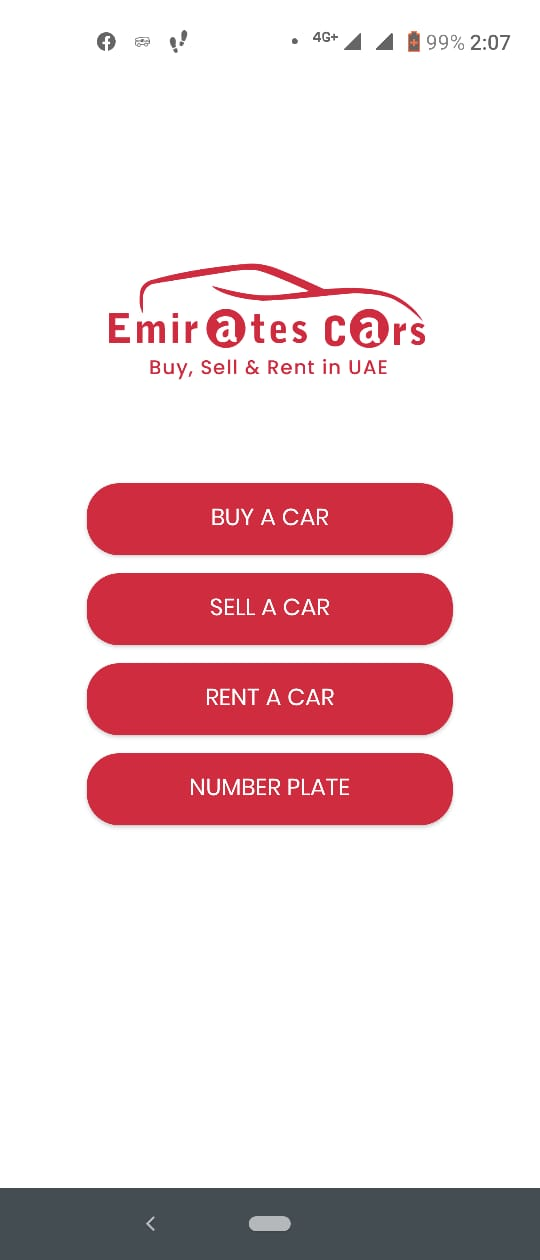 4G+ 99% 2:07
Emirates Cars
Buy, Sell & Rent in UAE
BUY A CAR
SELL A CAR
RENT A CAR
NUMBER PLATE